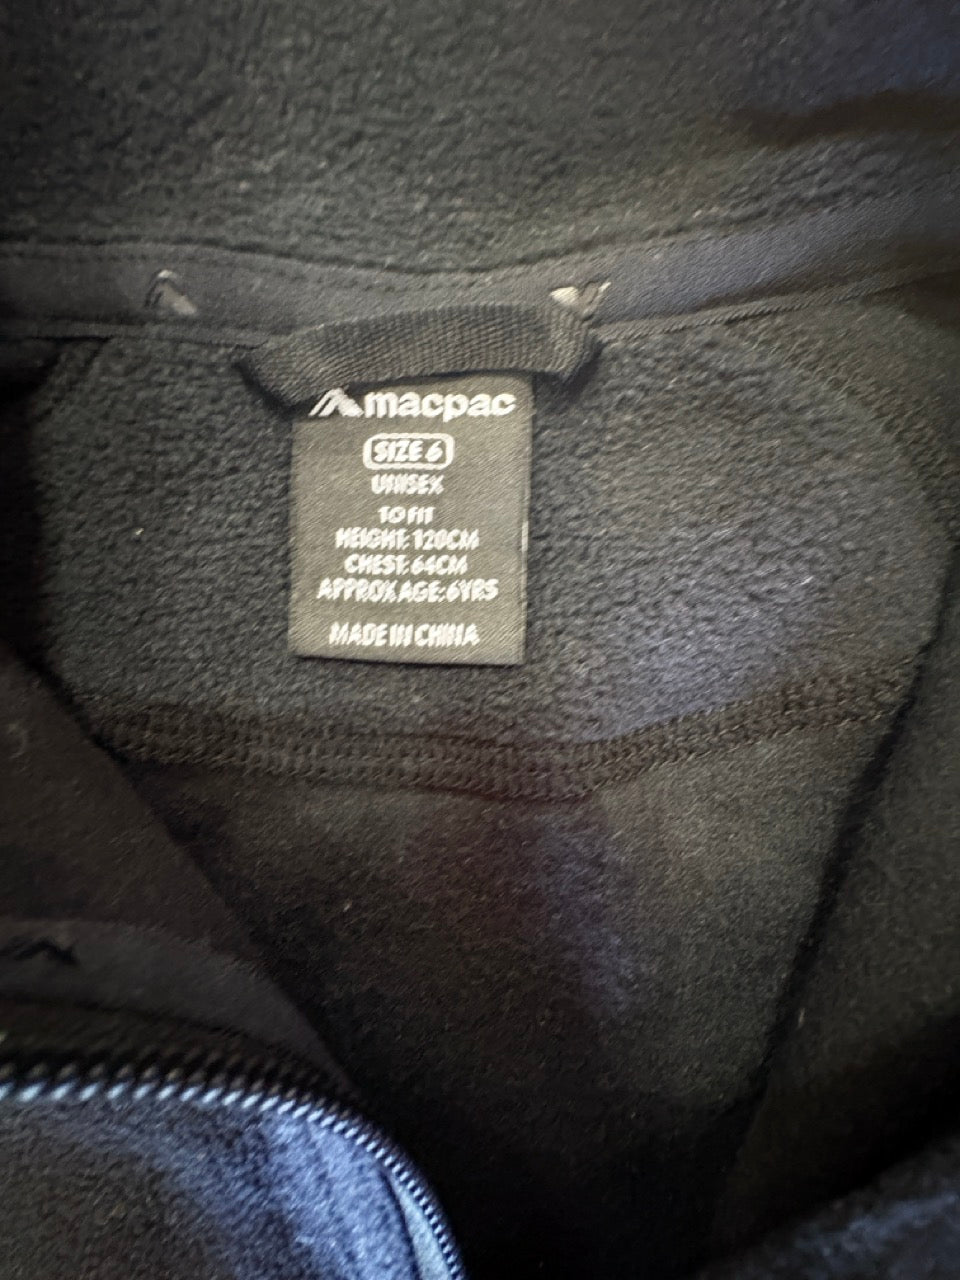 macpac
SIZE 6
UNISEX
TO FIT
HEIGHT:120CM
CHEST:64CM
APPROX AGE:6YRS
MADE IN CHINA